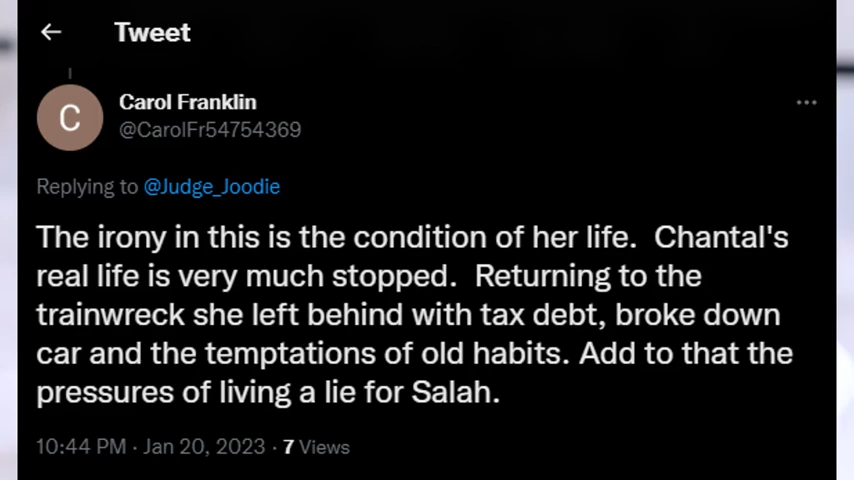 Tweet
C
Carol Franklin
@CarolFr54754369
Replying to @Judge_Joodie
The irony in this is the condition of her life.  Chantal's
real life is very much stopped.  Returning to the
trainwreck she left behind with tax debt, broke down
car and the temptations of old habits. Add to that the
pressures of living a lie for Salah.
10:44 PM · Jan 20, 2023 · 7 Views